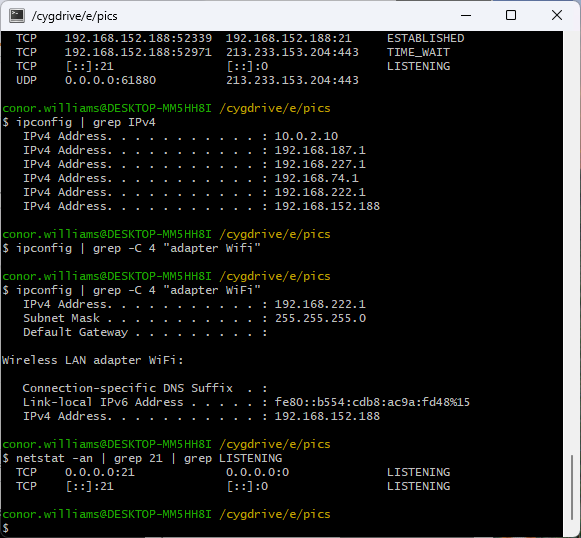 /cygdrive/e/pics
TCP    192.168.152.188:52339  192.168.152.188:21     ESTABLISHED
TCP    192.168.152.188:52971  213.233.153.204:443    TIME_WAIT
TCP    [::]:21                [::]:0                 LISTENING
UDP    0.0.0.0:61880          213.233.153.204:443
conor.williams@DESKTOP-MM5HH8I /cygdrive/e/pics
$ ipconfig | grep IPv4
IPv4 Address. . . . . . . . . . . : 10.0.2.10
IPv4 Address. . . . . . . . . . . : 192.168.187.1
IPv4 Address. . . . . . . . . . . : 192.168.227.1
IPv4 Address. . . . . . . . . . . : 192.168.74.1
IPv4 Address. . . . . . . . . . . : 192.168.222.1
IPv4 Address. . . . . . . . . . . : 192.168.152.188
conor.williams@DESKTOP-MM5HH8I /cygdrive/e/pics
$ ipconfig | grep -C 4 "adapter Wifi"
conor.williams@DESKTOP-MM5HH8I /cygdrive/e/pics
$ ipconfig | grep -C 4 "adapter WiFi"
IPv4 Address. . . . . . . . . . . : 192.168.222.1
Subnet Mask . . . . . . . . . . . : 255.255.255.0
Default Gateway . . . . . . . . . :
Wireless LAN adapter WiFi:
Connection-specific DNS Suffix  . :
Link-local IPv6 Address . . . . . : fe80::b554:cdb8:ac9a:fd48%15
IPv4 Address. . . . . . . . . . . : 192.168.152.188
conor.williams@DESKTOP-MM5HH8I /cygdrive/e/pics
$ netstat -an | grep 21 | grep LISTENING
TCP    0.0.0.0:21             0.0.0.0:0              LISTENING
TCP    [::]:21                [::]:0                 LISTENING
conor.williams@DESKTOP-MM5HH8I /cygdrive/e/pics
$